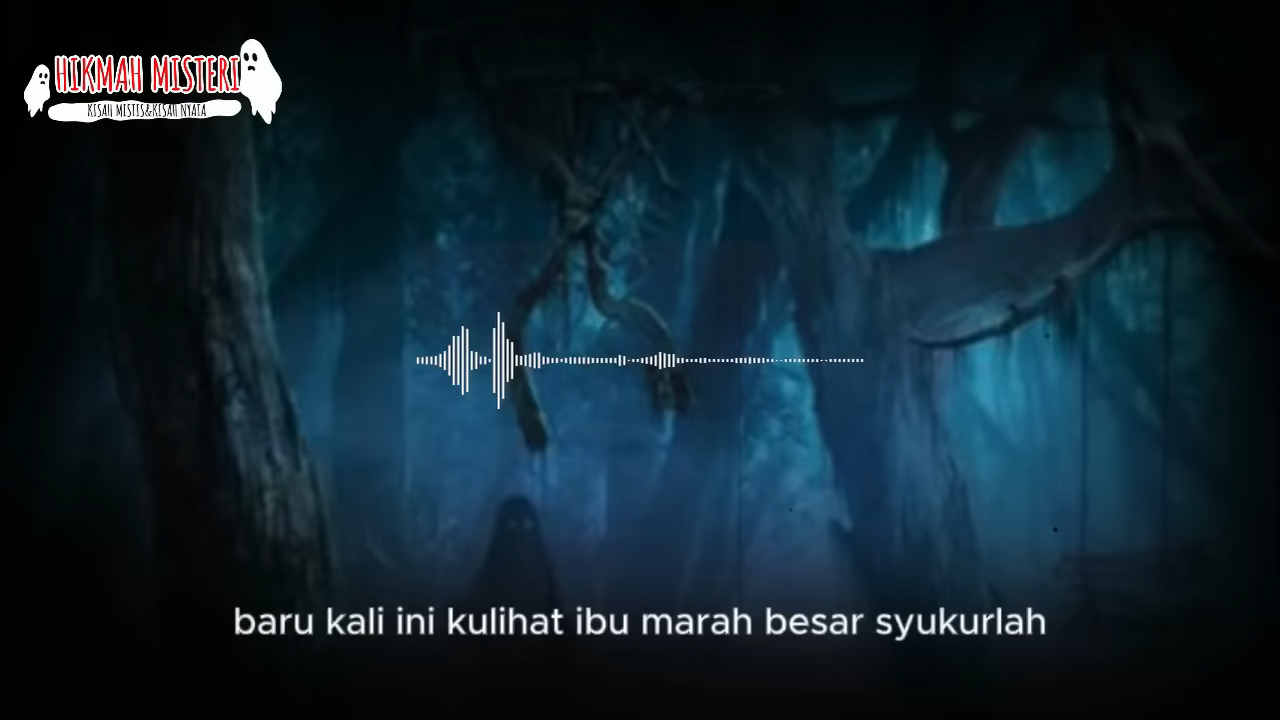 HIKMAH MISTERI
KISAH MISTIS&KISAH NYATA
baru kali ini kulihat ibu marah besar syukurlah